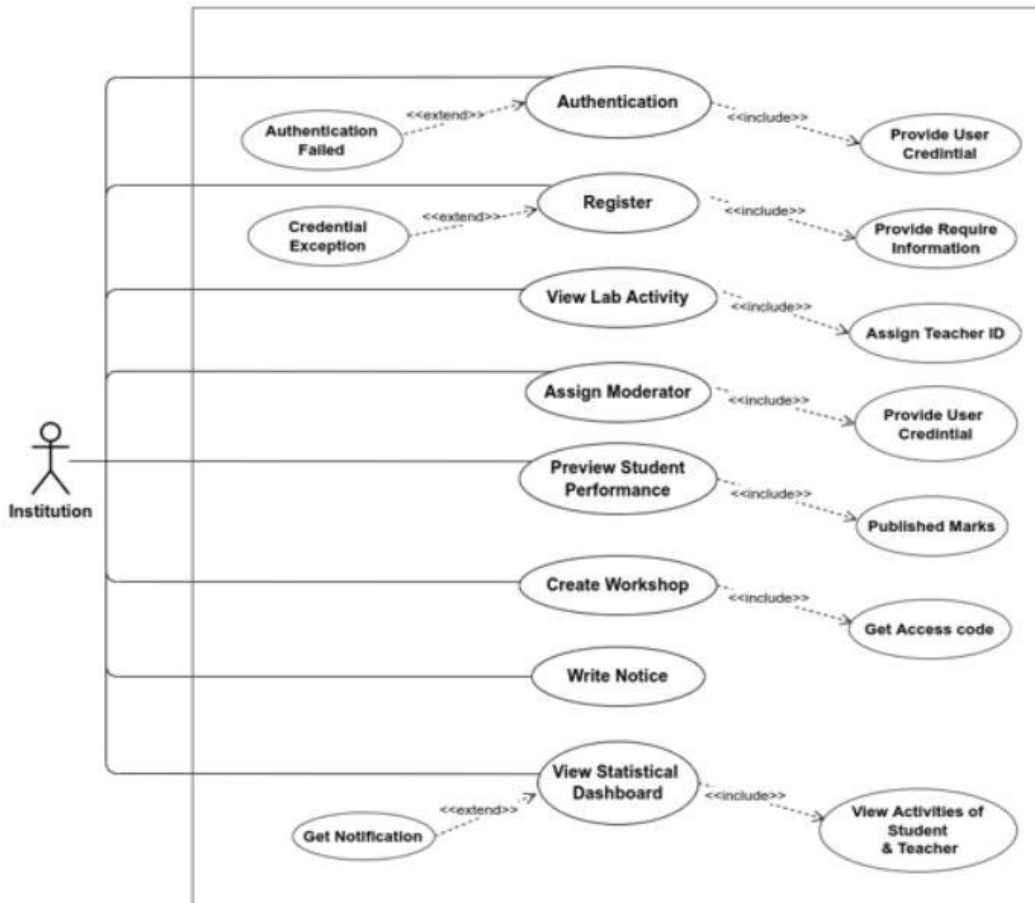 Authentication
<<extend>>
Authentication
Failed
<<include>>
Provide User
Credintial
Register
<<extend>>
Credential
Exception
<<include>>
Provide Require
Information
View Lab Activity
<<include>>
Assign Teacher ID
Assign Moderator
<<include>>
Provide User
Credintial
Institution
Preview Student
Performance
<<include>>
Published Marks
Create Workshop
<<include>>
Get Access code
Write Notice
View Statistical
Dashboard
<<extend>>
Get Notification
<<include>>
View Activities of
Student
& Teacher